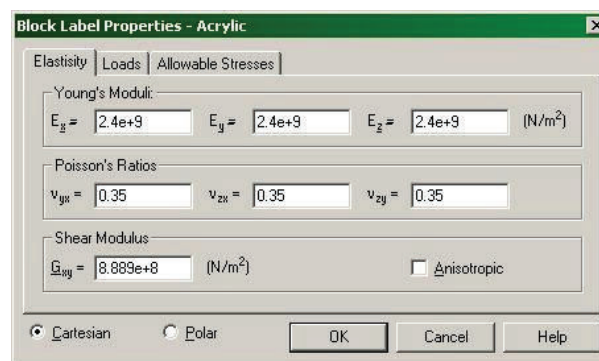 Block Label Properties - Acrylic
Elastisity Loads Allowable Stresses
Young's Moduli:
Ex = 2.4e+9 Ey = 2.4e+9 Ez = 2.4e+9 (N/m²)
Poisson's Ratios
νyx = 0.35 νzx = 0.35 νzy = 0.35
Shear Modulus
Gxy = 8.889e+8 (N/m²) Anisotropic
Cartesian Polar OK Cancel Help